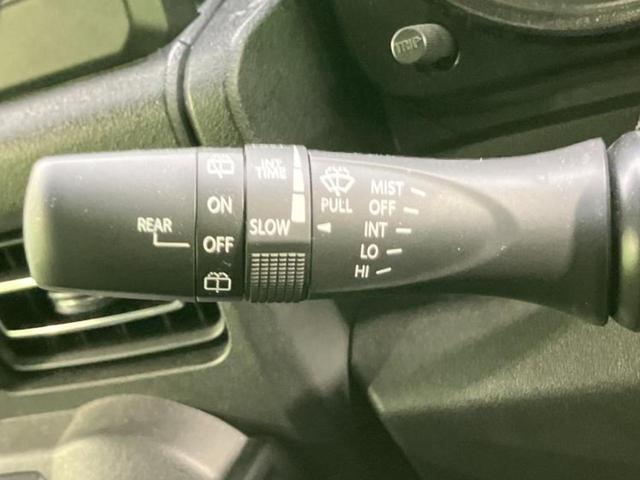 TRIP
INT
TIME
SLOW
ON
REAR
OFF
PULL
MIST
OFF
INT
LO
HI